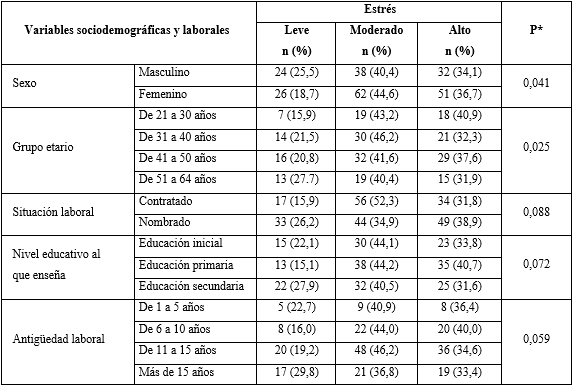 Variables sociodemográficas y laborales Estrés P*
Leve n (%) Moderado n (%) Alto n (%)
Sexo Masculino 24 (25,5) 38 (40,4) 32 (34,1) 0,041
Femenino 26 (18,7) 62 (44,6) 51 (36,7)
Grupo etario De 21 a 30 años 7 (15,9) 19 (43,2) 18 (40,9) 0,025
De 31 a 40 años 14 (21,5) 30 (46,2) 21 (32,3)
De 41 a 50 años 16 (20,8) 32 (41,6) 29 (37,6)
De 51 a 64 años 13 (27.7) 19 (40,4) 15 (31,9)
Situación laboral Contratado 17 (15,9) 56 (52,3) 34 (31,8) 0,088
Nombrado 33 (26,2) 44 (34,9) 49 (38,9)
Nivel educativo al que enseña Educación inicial 15 (22,1) 30 (44,1) 23 (33,8) 0,072
Educación primaria 13 (15,1) 38 (44,2) 35 (40,7)
Educación secundaria 22 (27,9) 32 (40,5) 25 (31,6)
Antigüedad laboral De 1 a 5 años 5 (22,7) 9 (40,9) 8 (36,4) 0,059
De 6 a 10 años 8 (16,0) 22 (44,0) 20 (40,0)
De 11 a 15 años 20 (19,2) 48 (46,2) 36 (34,6)
Más de 15 años 17 (29,8) 21 (36,8) 19 (33,4)